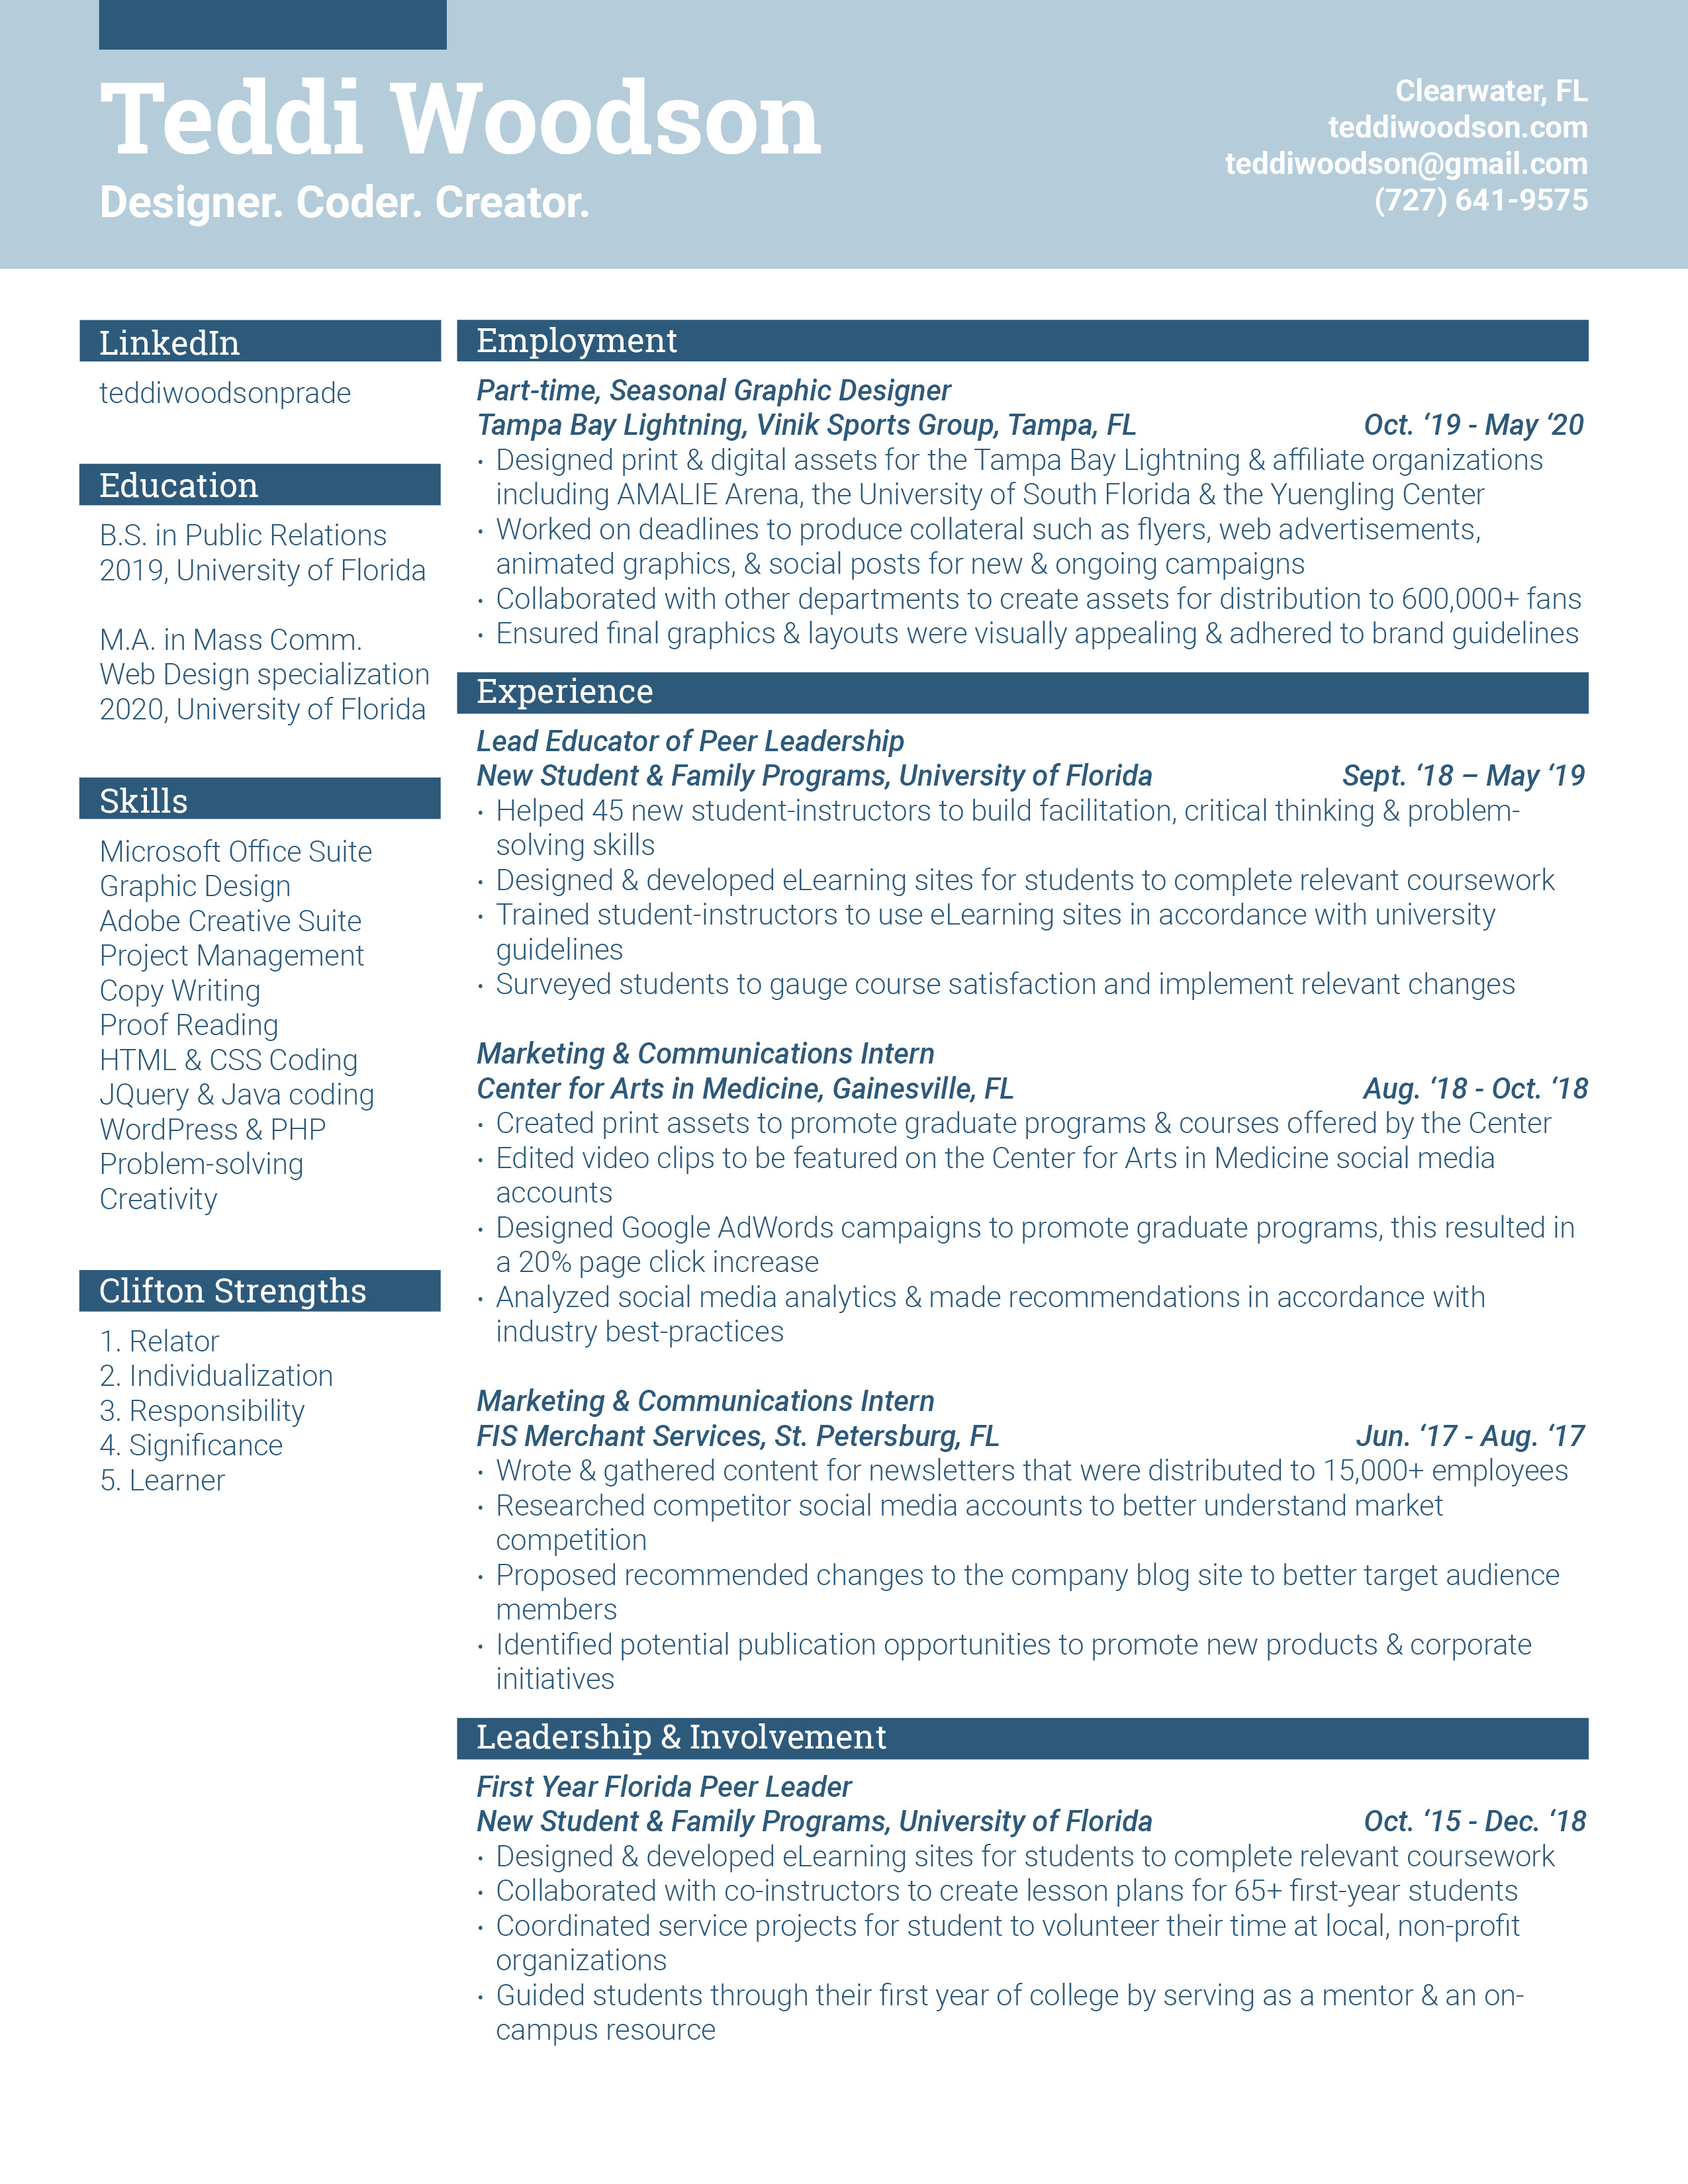 Teddi Woodson
Designer. Coder. Creator.
Clearwater, FL
teddiwoodson.com
teddiwoodson@gmail.com
(727) 641-9575
LinkedIn
teddiwoodsonprade
Education
B.S. in Public Relations
2019, University of Florida
M.A. in Mass Comm.
Web Design specialization
2020, University of Florida
Skills
Microsoft Office Suite
Graphic Design
Adobe Creative Suite
Project Management
Copy Writing
Proof Reading
HTML & CSS Coding
JQuery & Java coding
WordPress & PHP
Problem-solving
Creativity
Clifton Strengths
1. Relator
2. Individualization
3. Responsibility
4. Significance
5. Learner
Employment
Part-time, Seasonal Graphic Designer
Tampa Bay Lightning, Vinik Sports Group, Tampa, FL Oct. ‘19 - May ‘20
· Designed print & digital assets for the Tampa Bay Lightning & affiliate organizations
including AMALIE Arena, the University of South Florida & the Yuengling Center
· Worked on deadlines to produce collateral such as flyers, web advertisements,
animated graphics, & social posts for new & ongoing campaigns
· Collaborated with other departments to create assets for distribution to 600,000+ fans
· Ensured final graphics & layouts were visually appealing & adhered to brand guidelines
Experience
Lead Educator of Peer Leadership
New Student & Family Programs, University of Florida Sept. ‘18 – May ‘19
· Helped 45 new student-instructors to build facilitation, critical thinking & problem-
solving skills
· Designed & developed eLearning sites for students to complete relevant coursework
· Trained student-instructors to use eLearning sites in accordance with university
guidelines
· Surveyed students to gauge course satisfaction and implement relevant changes
Marketing & Communications Intern
Center for Arts in Medicine, Gainesville, FL Aug. ‘18 - Oct. ‘18
· Created print assets to promote graduate programs & courses offered by the Center
· Edited video clips to be featured on the Center for Arts in Medicine social media
accounts
· Designed Google AdWords campaigns to promote graduate programs, this resulted in
a 20% page click increase
· Analyzed social media analytics & made recommendations in accordance with
industry best-practices
Marketing & Communications Intern
FIS Merchant Services, St. Petersburg, FL Jun. ‘17 - Aug. ‘17
· Wrote & gathered content for newsletters that were distributed to 15,000+ employees
· Researched competitor social media accounts to better understand market
competition
· Proposed recommended changes to the company blog site to better target audience
members
· Identified potential publication opportunities to promote new products & corporate
initiatives
Leadership & Involvement
First Year Florida Peer Leader
New Student & Family Programs, University of Florida Oct. ‘15 - Dec. ‘18
· Designed & developed eLearning sites for students to complete relevant coursework
· Collaborated with co-instructors to create lesson plans for 65+ first-year students
· Coordinated service projects for student to volunteer their time at local, non-profit
organizations
· Guided students through their first year of college by serving as a mentor & an on-
campus resource